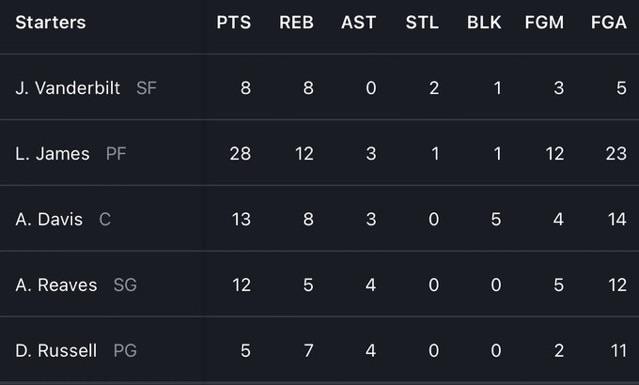 Starters PTS REB AST STL BLK FGM FGA
J. Vanderbilt SF 8 8 0 2 1 3 5
L. James PF 28 12 3 1 1 12 23
A. Davis C 13 8 3 0 5 4 14
A. Reaves SG 12 5 4 0 0 5 12
D. Russell PG 5 7 4 0 0 2 11